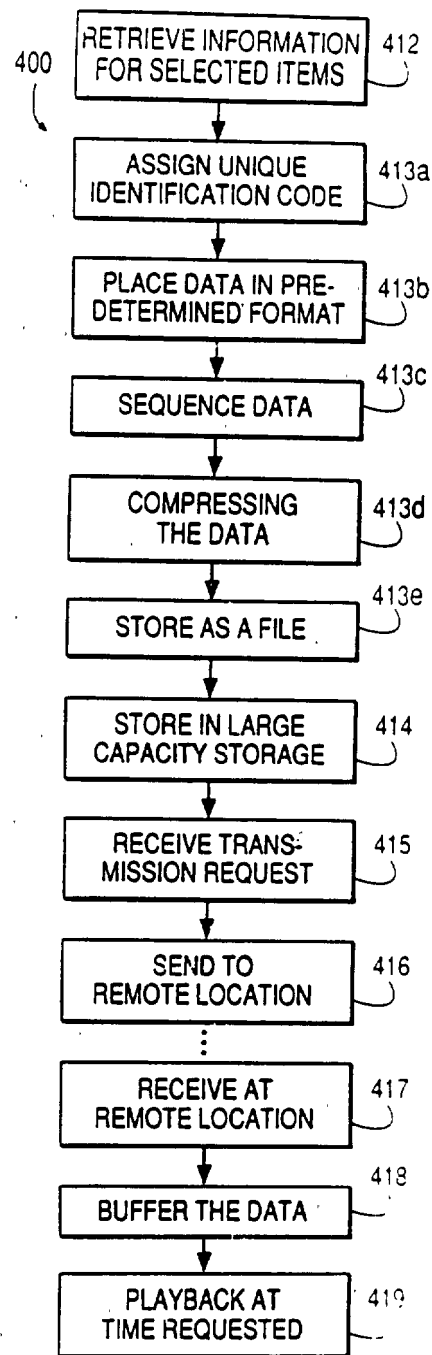 400
RETRIEVE INFORMATION
FOR SELECTED ITEMS
412
ASSIGN UNIQUE
IDENTIFICATION CODE
413a
PLACE DATA IN PRE-
DETERMINED FORMAT
413b
SEQUENCE DATA
413c
COMPRESSING
THE DATA
413d
STORE AS A FILE
413e
STORE IN LARGE
CAPACITY STORAGE
414
RECEIVE TRANS-
MISSION REQUEST
415
SEND TO
REMOTE LOCATION
416
RECEIVE AT
REMOTE LOCATION
417
BUFFER THE DATA
418
PLAYBACK AT
TIME REQUESTED
419